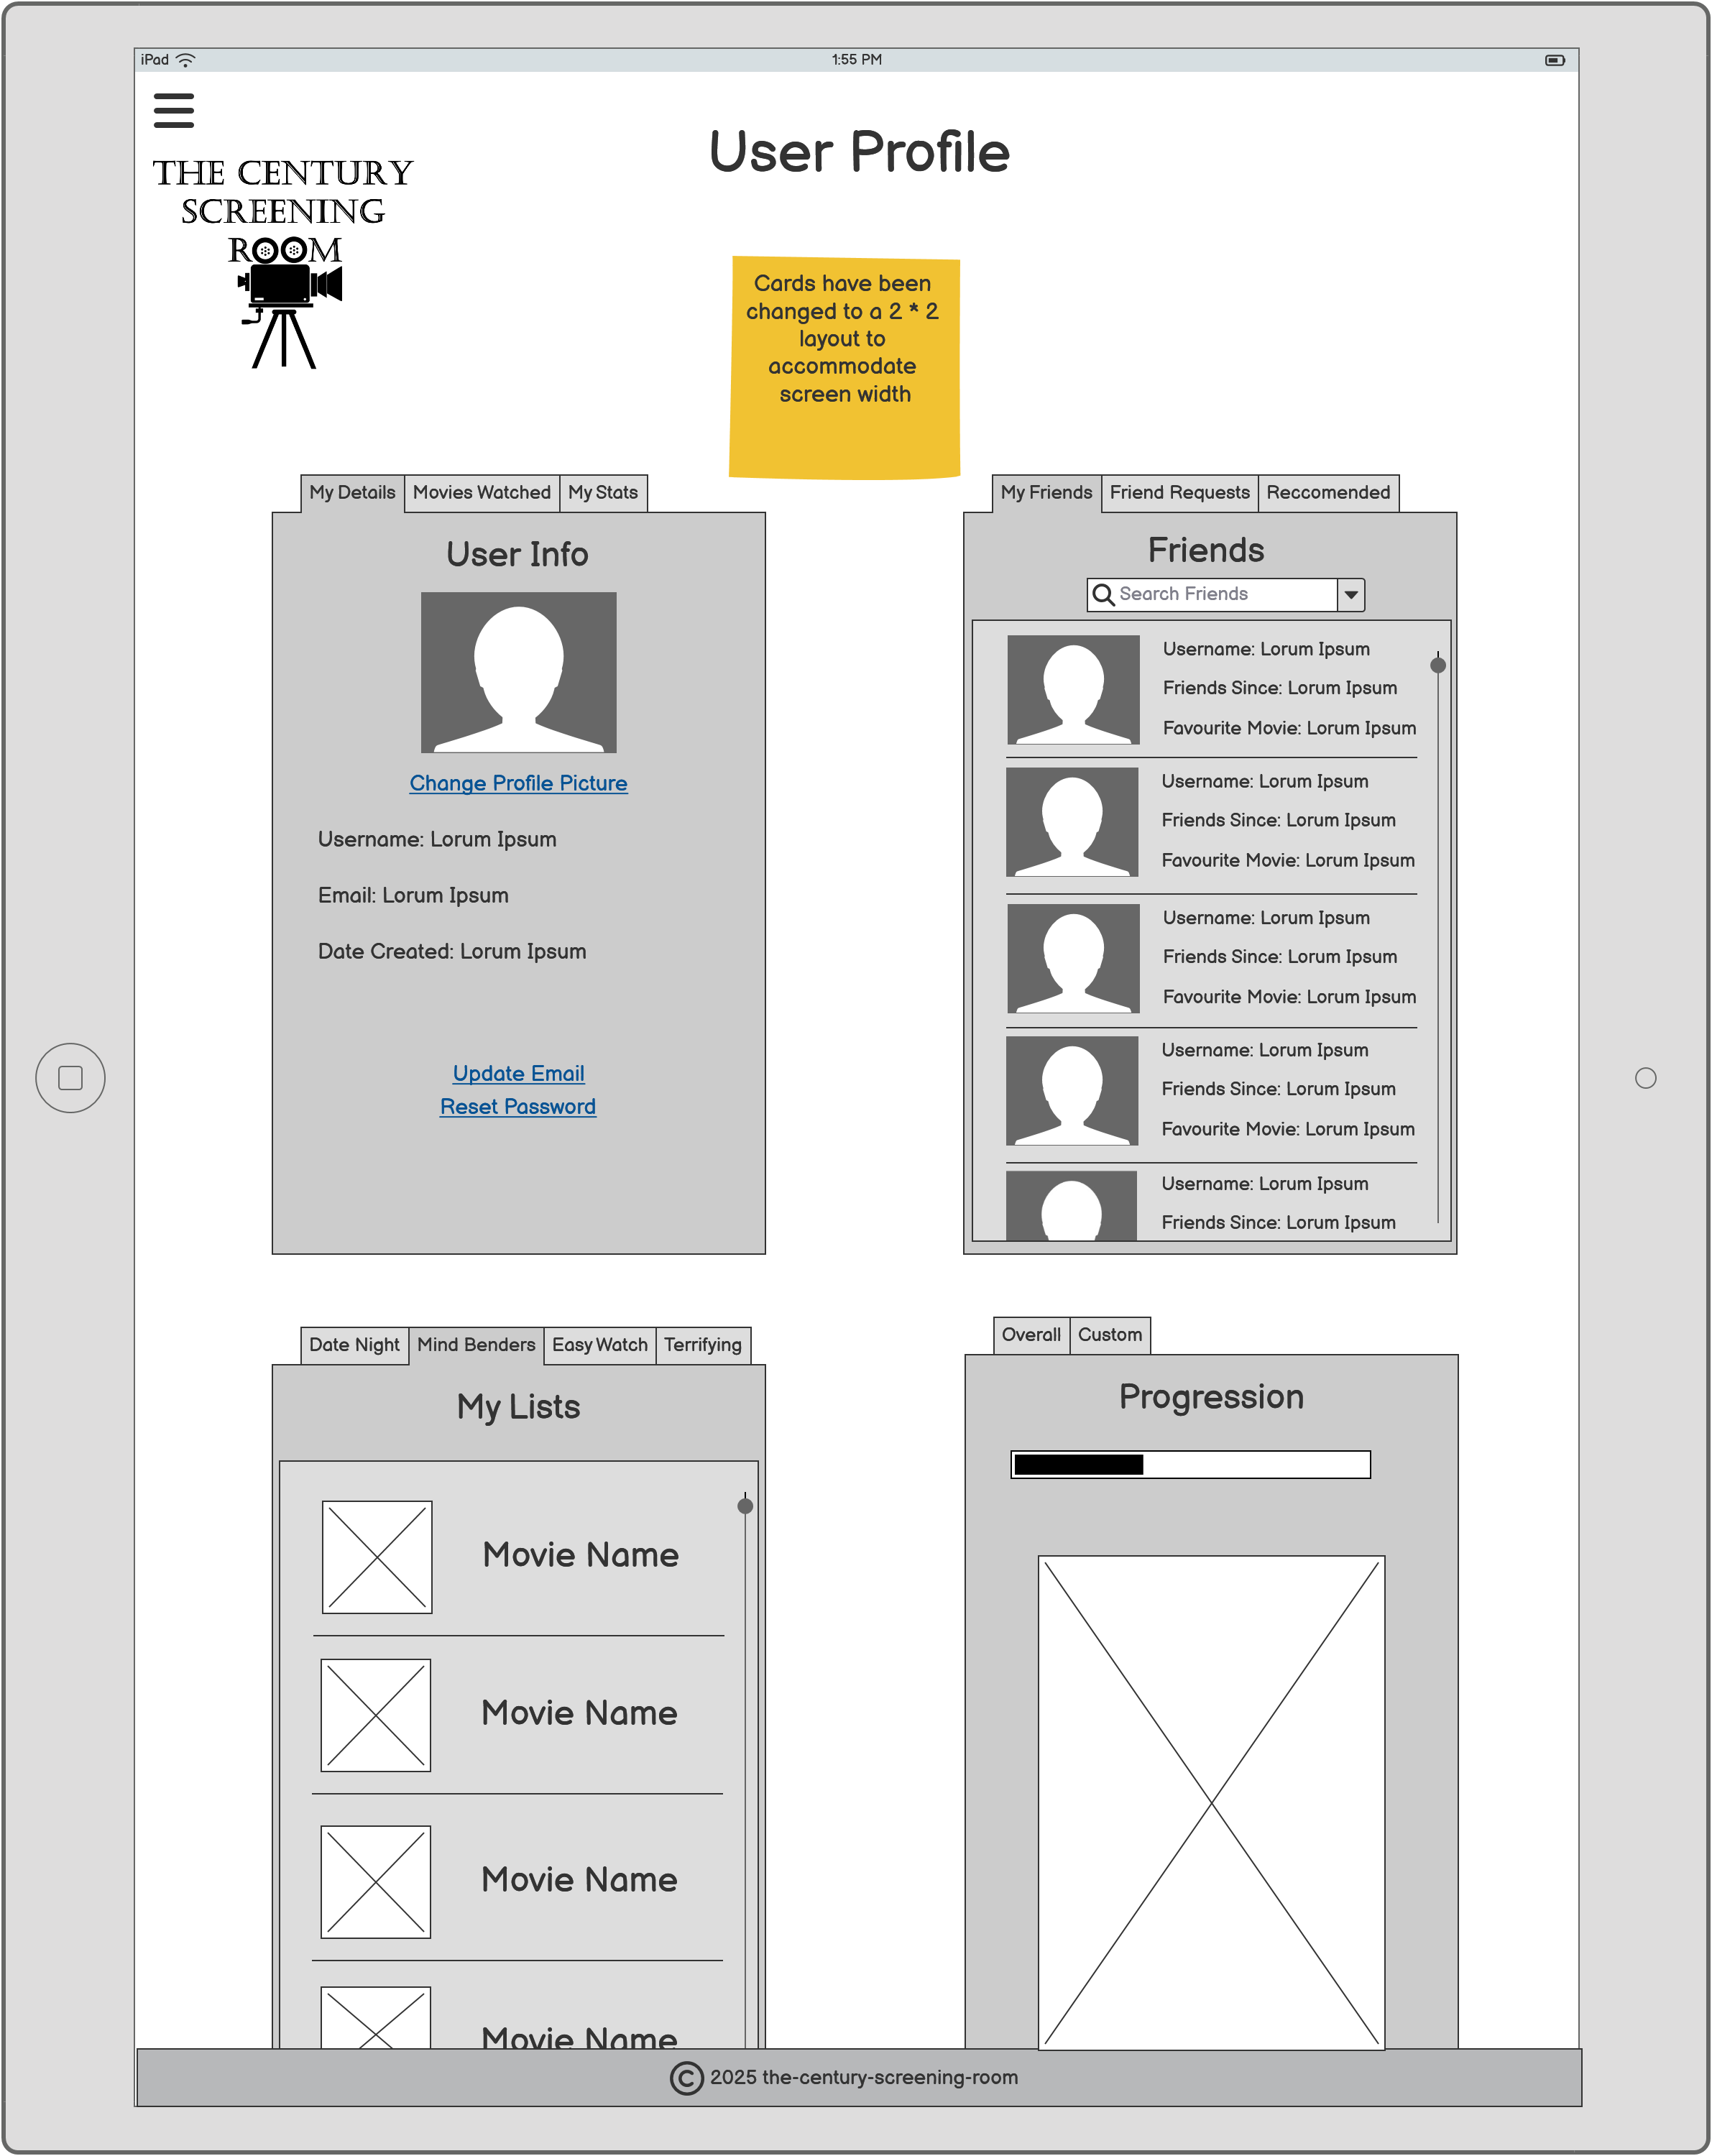 iPad
1:55 PM
User Profile
THE CENTURY
SCREENING
ROOM
Cards have been
changed to a 2 * 2
layout to
accommodate
screen width
My Details Movies Watched My Stats
User Info
Change Profile Picture
Username: Lorum Ipsum
Email: Lorum Ipsum
Date Created: Lorum Ipsum
Update Email
Reset Password
My Friends Friend Requests Reccomended
Friends
Search Friends
Username: Lorum Ipsum
Friends Since: Lorum Ipsum
Favourite Movie: Lorum Ipsum
Username: Lorum Ipsum
Friends Since: Lorum Ipsum
Favourite Movie: Lorum Ipsum
Username: Lorum Ipsum
Friends Since: Lorum Ipsum
Favourite Movie: Lorum Ipsum
Username: Lorum Ipsum
Friends Since: Lorum Ipsum
Favourite Movie: Lorum Ipsum
Username: Lorum Ipsum
Friends Since: Lorum Ipsum
Date Night Mind Benders Easy Watch Terrifying
My Lists
Movie Name
Movie Name
Movie Name
Movie Name
Overall Custom
Progression
© 2025 the-century-screening-room